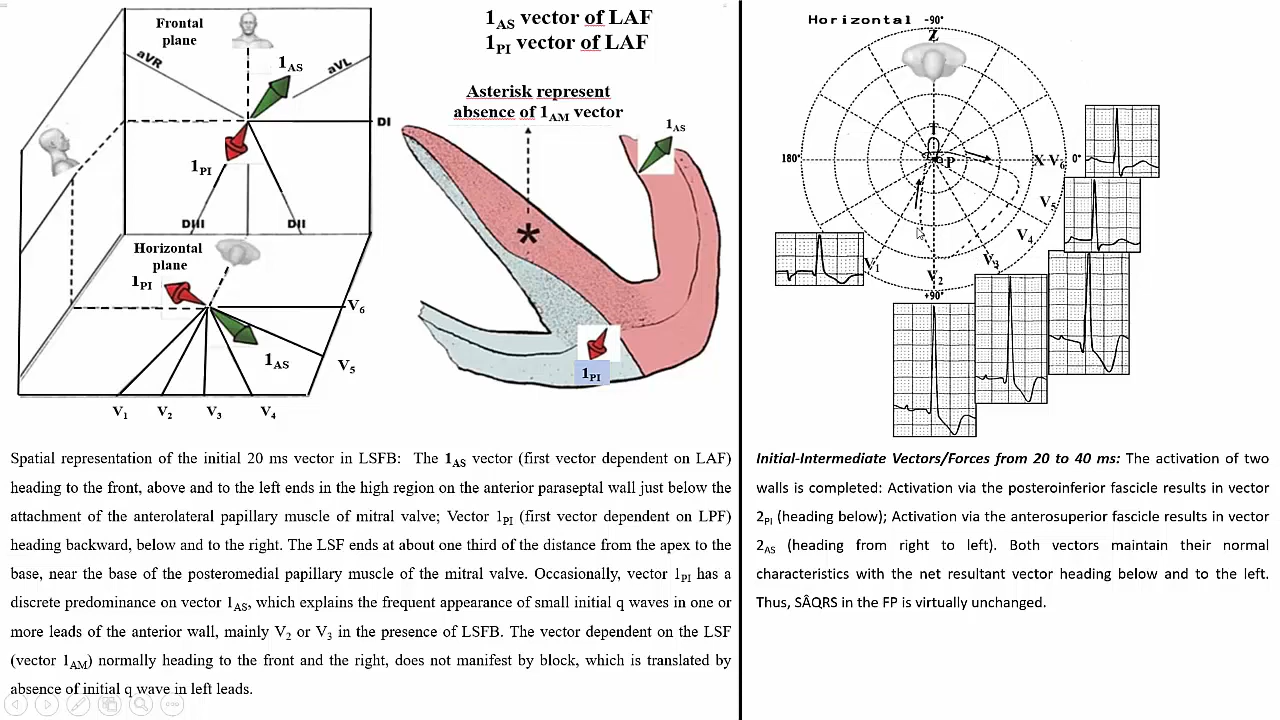 Frontal
plane
aVR
aVL
1AS
DI
1PI
DIII
DII
Horizontal
plane
1PI
V6
1AS
V5
V1 V2 V3 V4
1AS vector of LAF
1PI vector of LAF
Asterisk represent
absence of 1AM vector
1AS
*
1PI
Spatial representation of the initial 20 ms vector in LSFB: The 1AS vector (first vector dependent on LAF)
heading to the front, above and to the left ends in the high region on the anterior paraseptal wall just below the
attachment of the anterolateral papillary muscle of mitral valve; Vector 1PI (first vector dependent on LPF)
heading backward, below and to the right. The LSF ends at about one third of the distance from the apex to the
base, near the base of the posteromedial papillary muscle of the mitral valve. Occasionally, vector 1PI has a
discrete predominance on vector 1AS, which explains the frequent appearance of small initial q waves in one or
more leads of the anterior wall, mainly V2 or V3 in the presence of LSFB. The vector dependent on the LSF
(vector 1AM) normally heading to the front and the right, does not manifest by block, which is translated by
absence of initial q wave in left leads.
Horizontal -90°
Z
T
P
180°
X V6 0°
V5
V4
V3
V2
V1
+90°
Initial-Intermediate Vectors/Forces from 20 to 40 ms: The activation of two
walls is completed: Activation via the posteroinferior fascicle results in vector
2PI (heading below); Activation via the anterosuperior fascicle results in vector
2AS (heading from right to left). Both vectors maintain their normal
characteristics with the net resultant vector heading below and to the left.
Thus, SÂQRS in the FP is virtually unchanged.